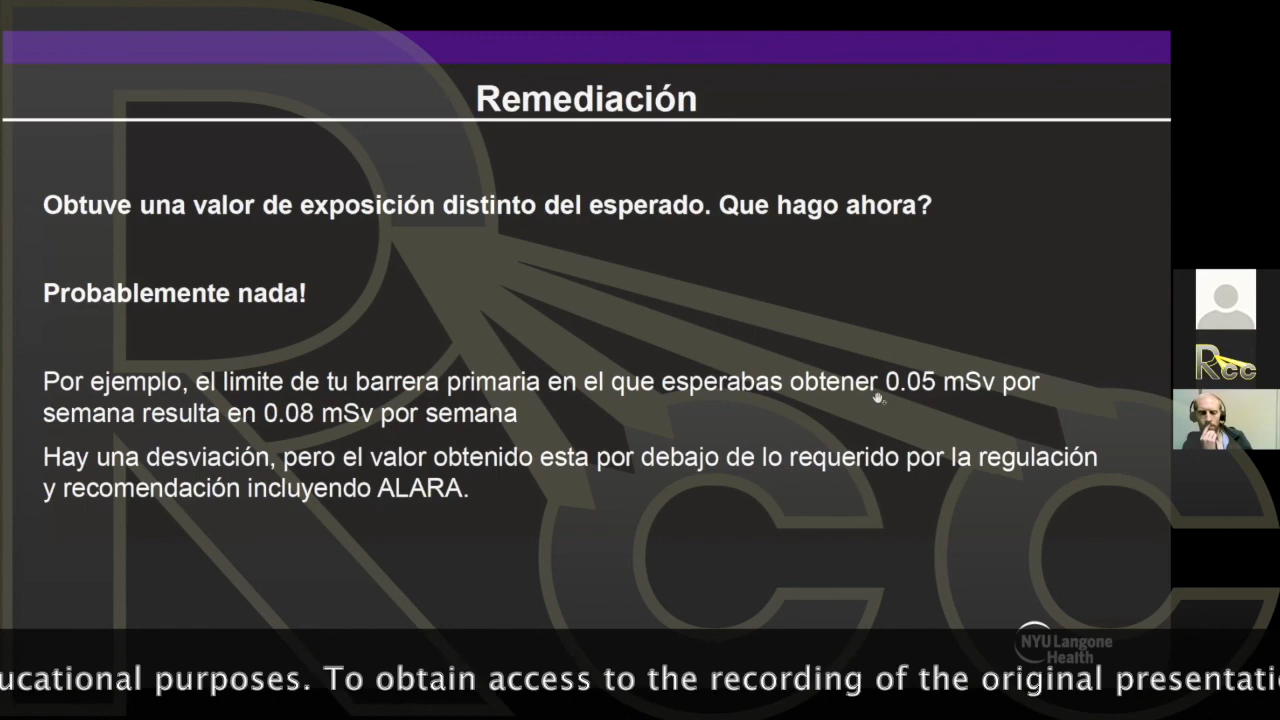 Remediación
Obtuve una valor de exposición distinto del esperado. Que hago ahora?
Probablemente nada!
Por ejemplo, el limite de tu barrera primaria en el que esperabas obtener 0.05 mSv por
semana resulta en 0.08 mSv por semana
Hay una desviación, pero el valor obtenido esta por debajo de lo requerido por la regulación
y recomendación incluyendo ALARA.
Rcc
Rcc
NYU Langone
Health
ucational purposes. To obtain access to the recording of the original presentati